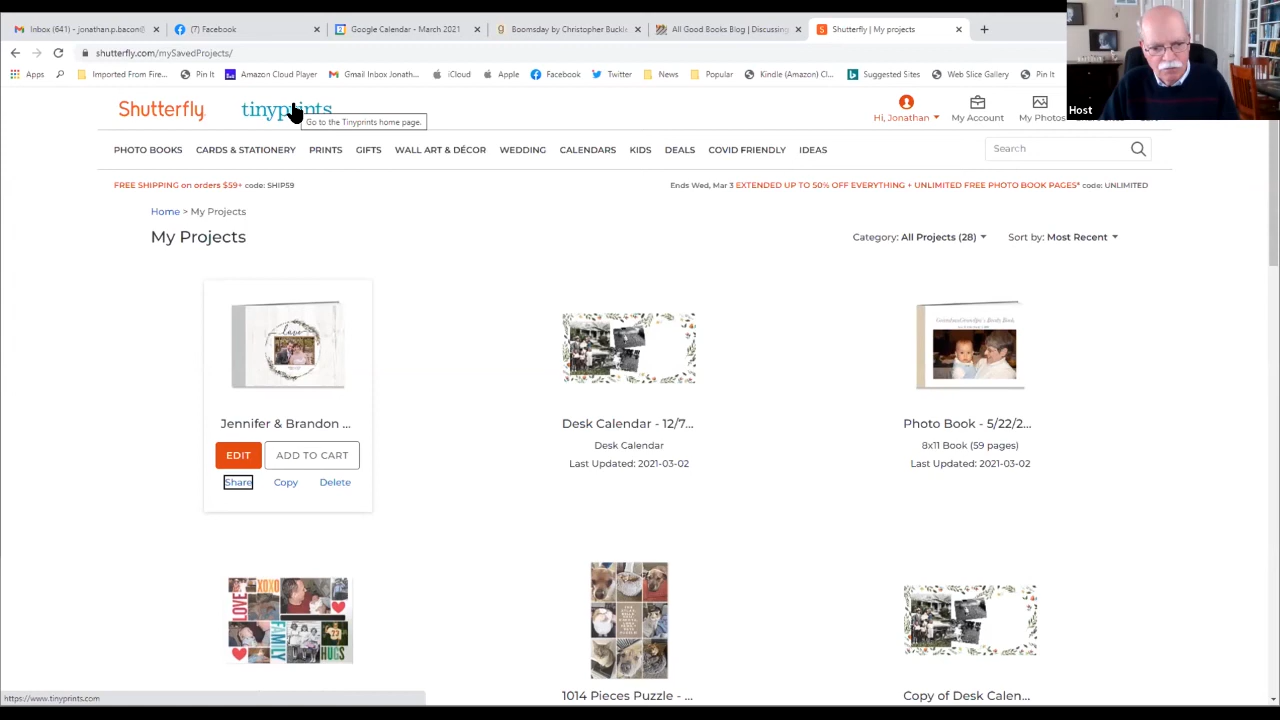 Inbox (641) - jonathan.p.bacon@
(7) Facebook
Google Calendar - March 2021
Boomsday by Christopher Buckle
All Good Books Blog | Discussing
Shutterfly | My projects
shutterfly.com/mySavedProjects/
Apps
Imported From Fire...
Pin It
Amazon Cloud Player
Gmail Inbox Jonath...
iCloud
Apple
Facebook
Twitter
News
Popular
Kindle (Amazon) Cl...
Suggested Sites
Web Slice Gallery
Pin It
Host
Shutterfly.
tinyprints
Go to the Tinyprints home page.
Hi, Jonathan
My Account
My Photos
PHOTO BOOKS
CARDS & STATIONERY
PRINTS
GIFTS
WALL ART & DÉCOR
WEDDING
CALENDARS
KIDS
DEALS
COVID FRIENDLY
IDEAS
Search
FREE SHIPPING on orders $59+ code: SHIP59
Ends Wed, Mar 3 EXTENDED UP TO 50% OFF EVERYTHING + UNLIMITED FREE PHOTO BOOK PAGES* code: UNLIMITED
Home > My Projects
My Projects
Category: All Projects (28)
Sort by: Most Recent
Love
Jennifer & Brandon ...
EDIT
ADD TO CART
Share
Copy
Delete
Desk Calendar - 12/7...
Desk Calendar
Last Updated: 2021-03-02
Photo Book - 5/22/2...
8x11 Book (59 pages)
Last Updated: 2021-03-02
LOVE
XOXO
FAMILY
HUGS
1014 Pieces Puzzle - ...
Copy of Desk Calen...
https://www.tinyprints.com